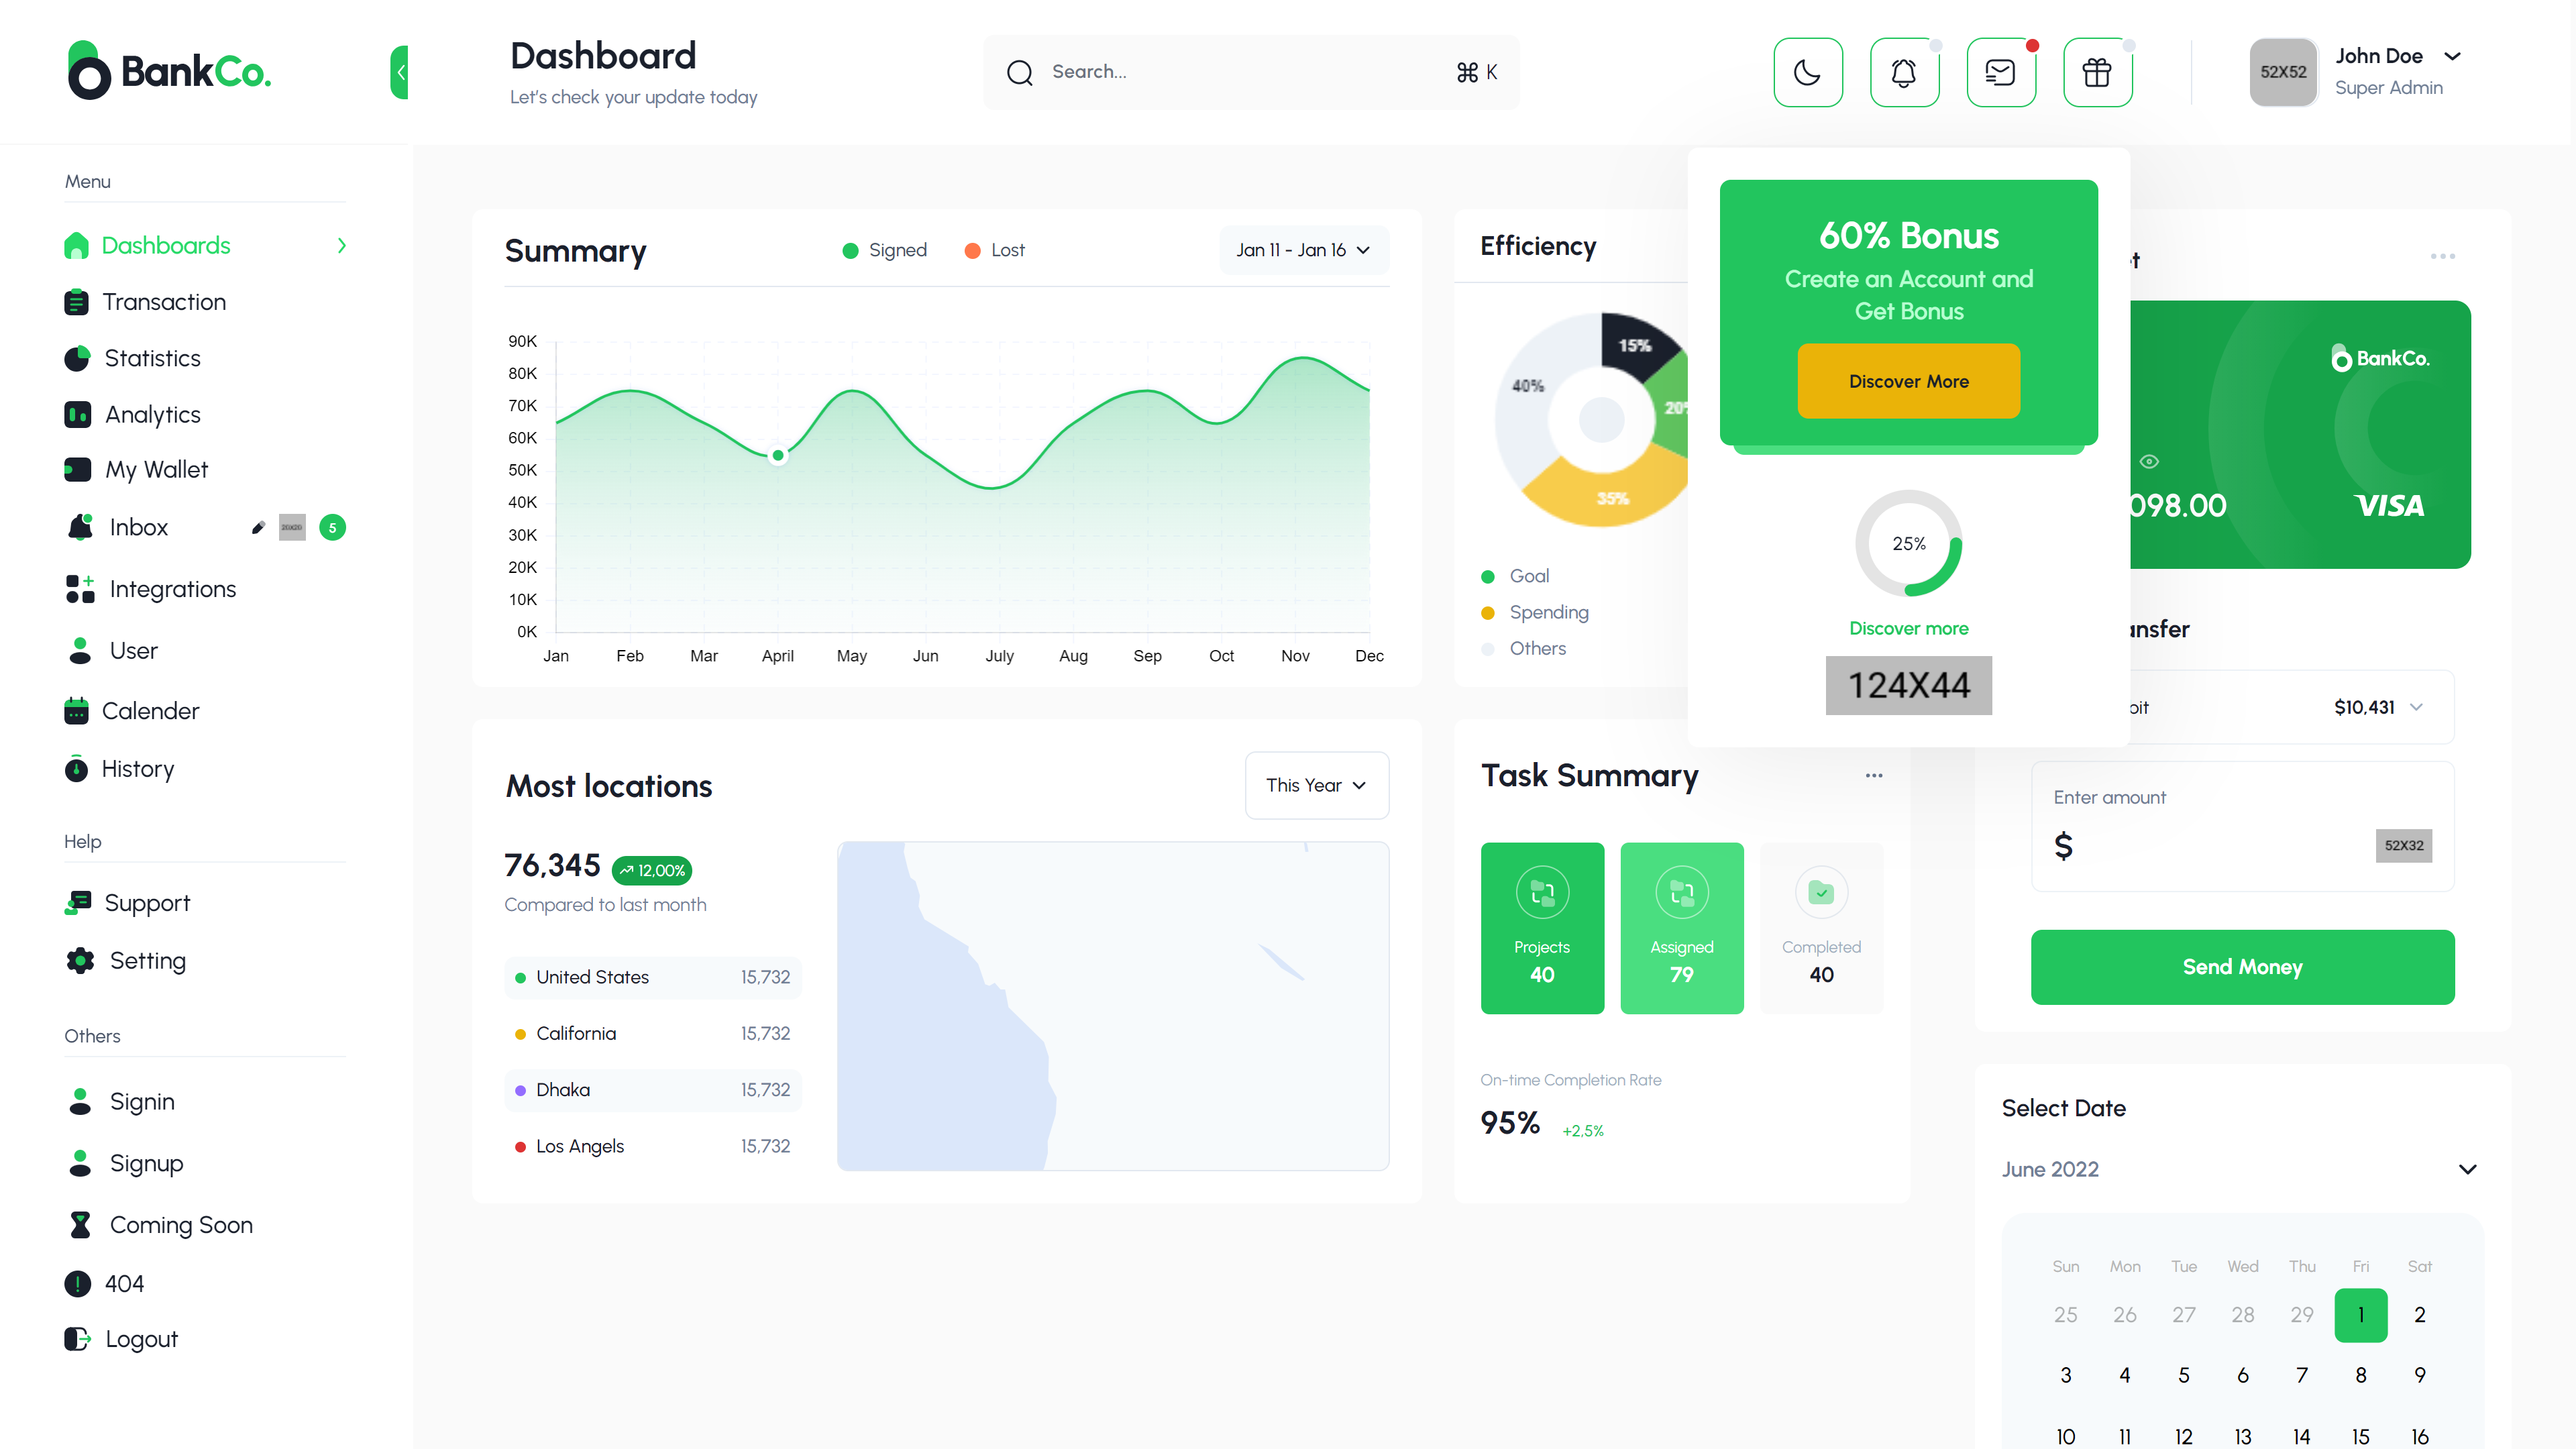 BankCo.
Dashboard
Let's check your update today
Search...
⌘ K
52X52
John Doe
Super Admin
Menu
Dashboards
Transaction
Statistics
Analytics
My Wallet
Inbox
20X20
5
Integrations
User
Calender
History
Help
Support
Setting
Others
Signin
Signup
Coming Soon
404
Logout
Summary
Signed
Lost
Jan 11 - Jan 16
90K
80K
70K
60K
50K
40K
30K
20K
10K
0K
Jan Feb Mar April May Jun July Aug Sep Oct Nov Dec
Efficiency
15%
40%
20%
35%
Goal
Spending
Others
60% Bonus
Create an Account and
Get Bonus
Discover More
25%
Discover more
124X44
BankCo.
098.00
VISA
$10,431
Enter amount
$
52X32
Send Money
Most locations
This Year
76,345
12,00%
Compared to last month
United States 15,732
California 15,732
Dhaka 15,732
Los Angels 15,732
Task Summary
...
Projects
40
Assigned
79
Completed
40
On-time Completion Rate
95%
+2,5%
Select Date
June 2022
Sun Mon Tue Wed Thu Fri Sat
25 26 27 28 29 1 2
3 4 5 6 7 8 9
10 11 12 13 14 15 16